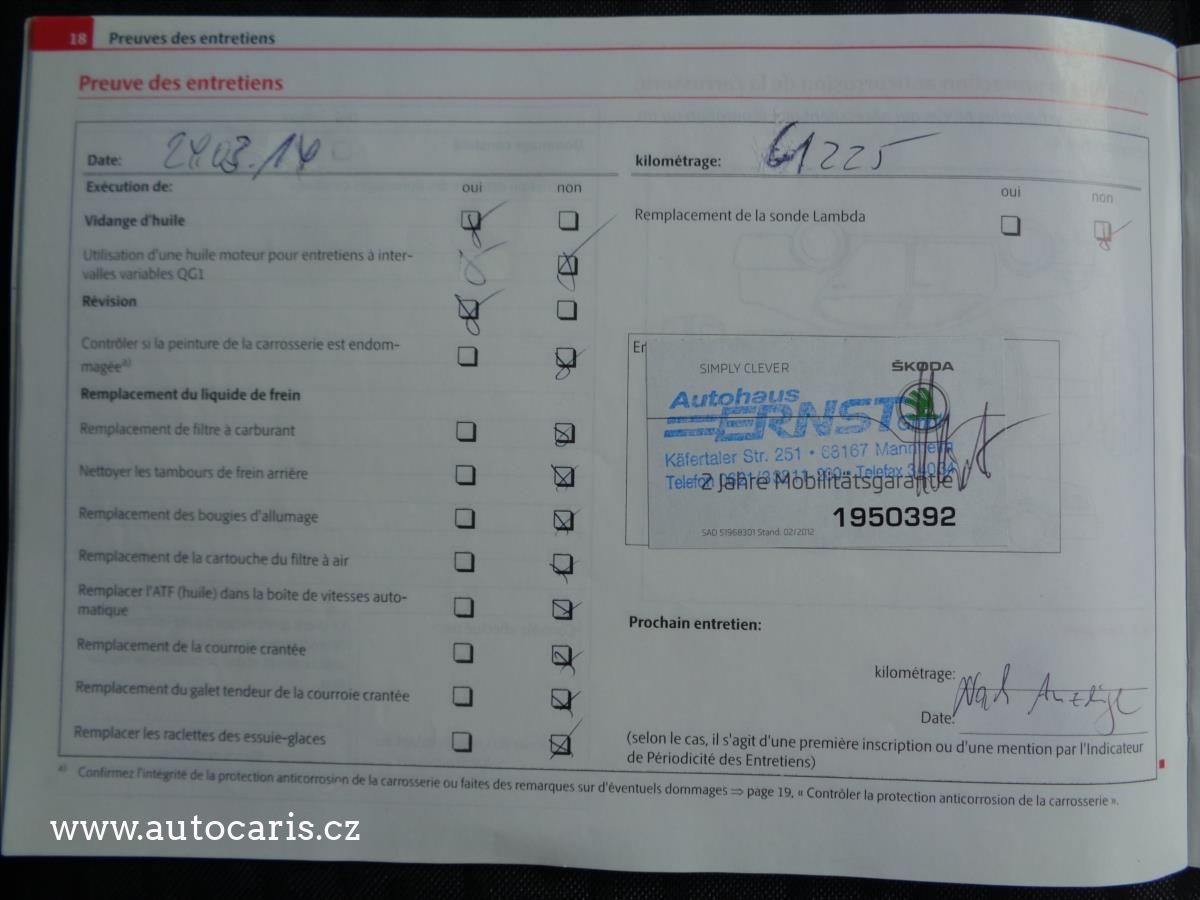 18 Preuves des entretiens
Preuve des entretiens
Date: 24.03.14
kilométrage: 61225
Exécution de: oui non
oui non
Vidange d'huile
Remplacement de la sonde Lambda
Utilisation d'une huile moteur pour entretiens à inter-
valles variables QG1
Révision
Contrôler si la peinture de la carrosserie est endom-
magée a)
Remplacement du liquide de frein
Remplacement de filtre à carburant
Nettoyer les tambours de frein arrière
Remplacement des bougies d'allumage
Remplacement de la cartouche du filtre à air
Remplacer l'ATF (huile) dans la boîte de vitesses auto-
matique
Remplacement de la courroie crantée
Remplacement du galet tendeur de la courroie crantée
Remplacer les raclettes des essuie-glaces
SIMPLY CLEVER ŠKODA
Autohaus
ERNST
Käfertaler Str. 251 • 68167 Mannheim
Telefon Telefax
2 Jahre Mobilitätsgarantie
1950392
SAD 51968301 Stand: 02/2012
Prochain entretien:
kilométrage: Nach Anzeige
Date:
(selon le cas, il s'agit d'une première inscription ou d'une mention par l'Indicateur
de Périodicité des Entretiens)
a) Confirmez l'intégrité de la protection anticorrosion de la carrosserie ou faites des remarques sur d'éventuels dommages ⇒ page 19, « Contrôler la protection anticorrosion de la carrosserie ».
www.autocaris.cz